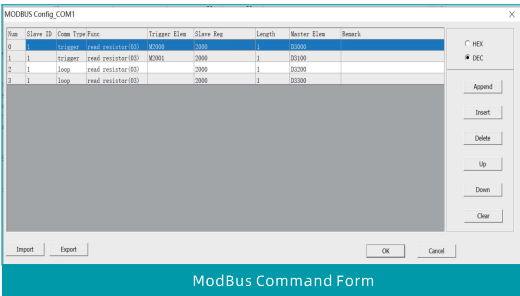 MODBUS Config_COM1
Num Slave ID Comm Type Func Trigger Elem Slave Reg Length Master Elem Remark
0 1 trigger read resistor(03) M2000 2000 1 D3000
1 1 trigger read resistor(03) M2001 2000 1 D3100
2 1 loop read resistor(03) 2000 1 D3200
3 1 loop read resistor(03) 2000 1 D3300
HEX
DEC
Append
Insert
Delete
Up
Down
Clear
Import Export OK Cancel
ModBus Command Form